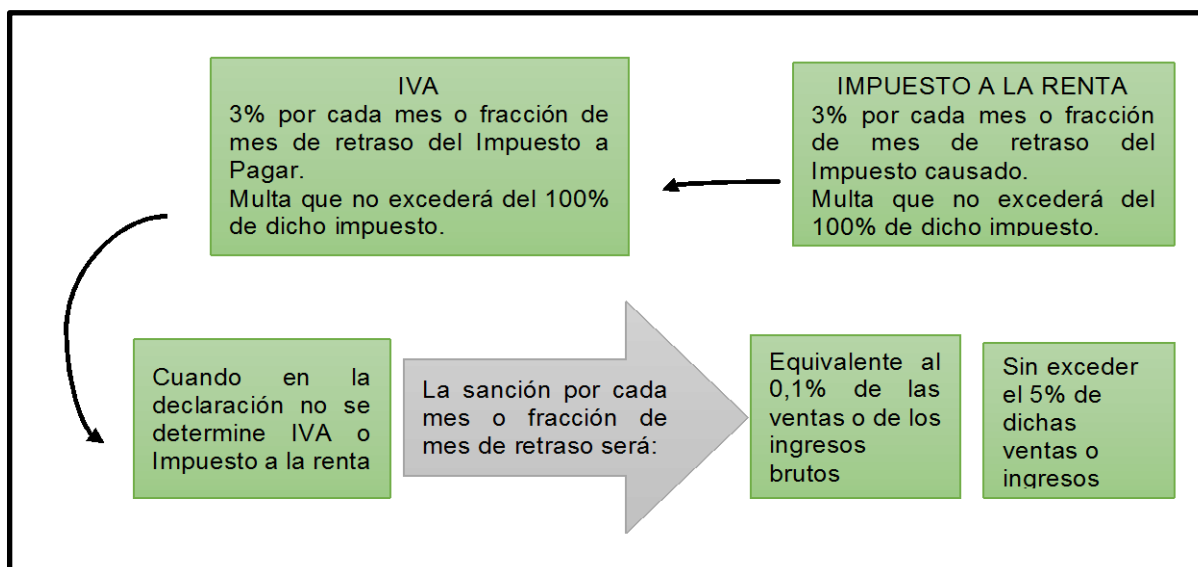 IVA
3% por cada mes o fracción de
mes de retraso del Impuesto a
Pagar.
Multa que no excederá del 100%
de dicho impuesto.
IMPUESTO A LA RENTA
3% por cada mes o fracción
de mes de retraso del
Impuesto causado.
Multa que no excederá del
100% de dicho impuesto.
Cuando en la
declaración no se
determine IVA o
Impuesto a la renta
La sanción por cada
mes o fracción de
mes de retraso será:
Equivalente al
0,1% de las
ventas o de los
ingresos
brutos
Sin exceder
el 5% de
dichas
ventas o
ingresos